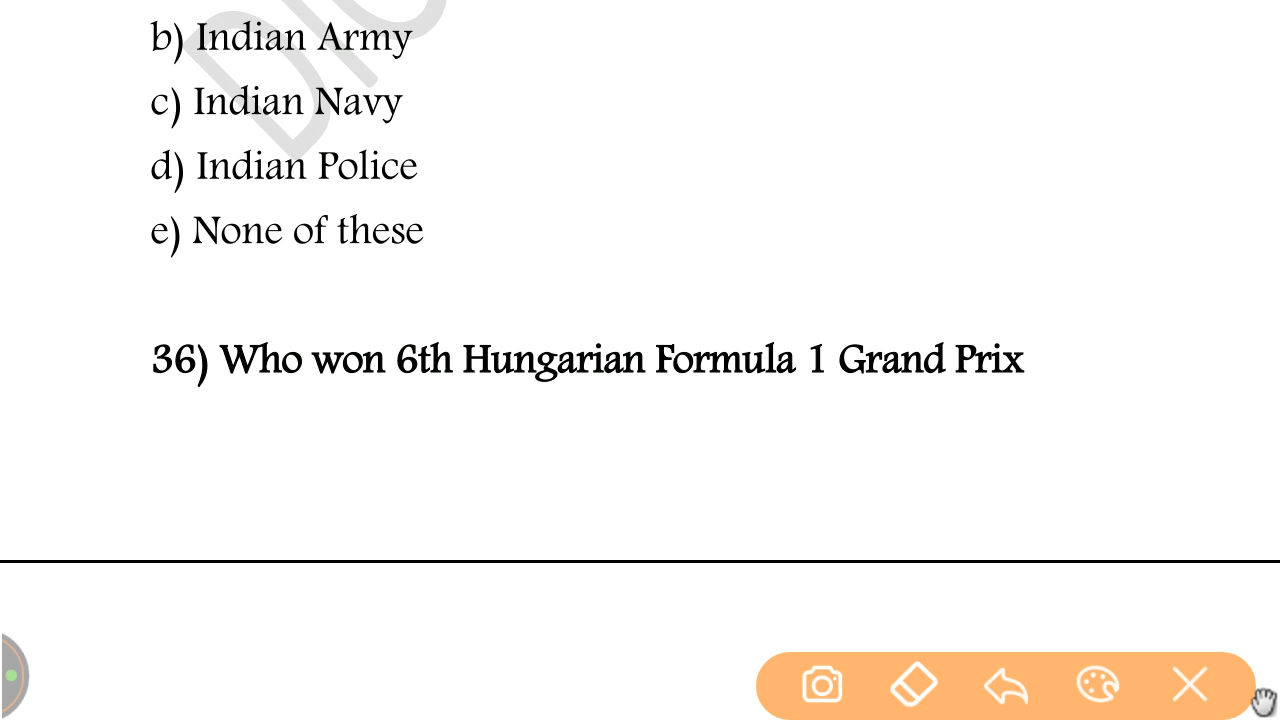 b) Indian Army
c) Indian Navy
d) Indian Police
e) None of these
36) Who won 6th Hungarian Formula 1 Grand Prix